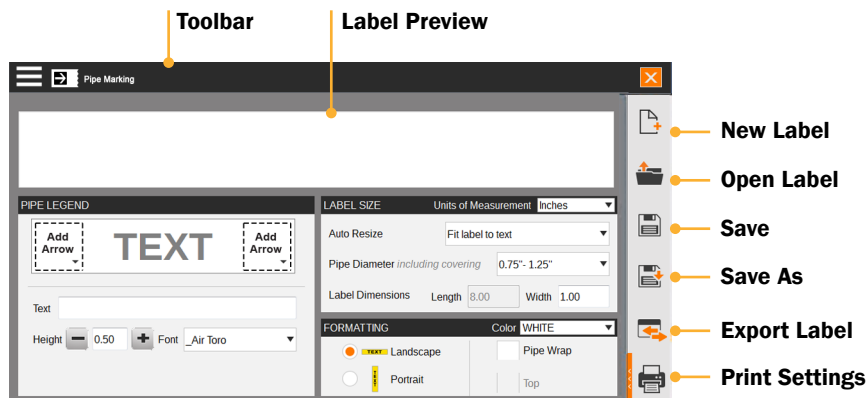 Toolbar
Label Preview
Pipe Marking
New Label
Open Label
Save
Save As
Export Label
Print Settings
PIPE LEGEND
Add Arrow
TEXT
Add Arrow
Text
Height 0.50 Font _Air Toro
LABEL SIZE Units of Measurement Inches
Auto Resize Fit label to text
Pipe Diameter including covering 0.75"- 1.25"
Label Dimensions Length 8.00 Width 1.00
FORMATTING Color WHITE
TEXT Landscape Pipe Wrap
TEXT Portrait Top